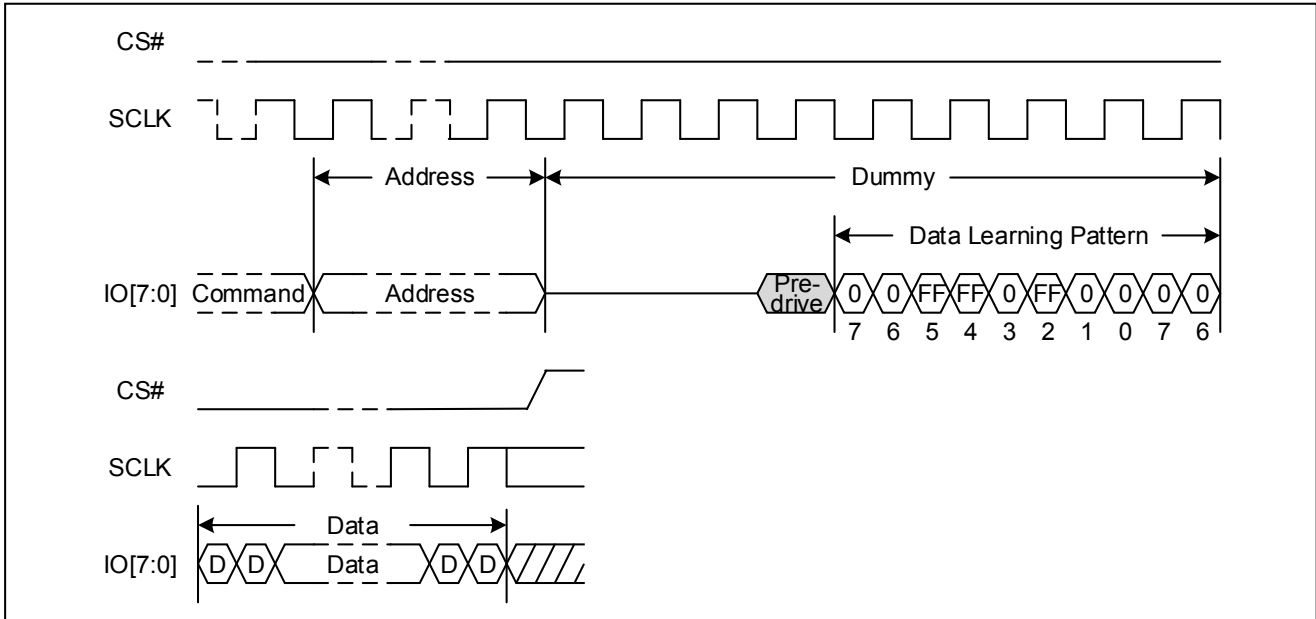 CS#
SCLK
Address Dummy
Data Learning Pattern
IO[7:0] Command Address Pre-drive 0 0 FF FF 0 FF 0 0 0 0
7 6 5 4 3 2 1 0 7 6
CS#
SCLK
Data
IO[7:0] D D Data D D